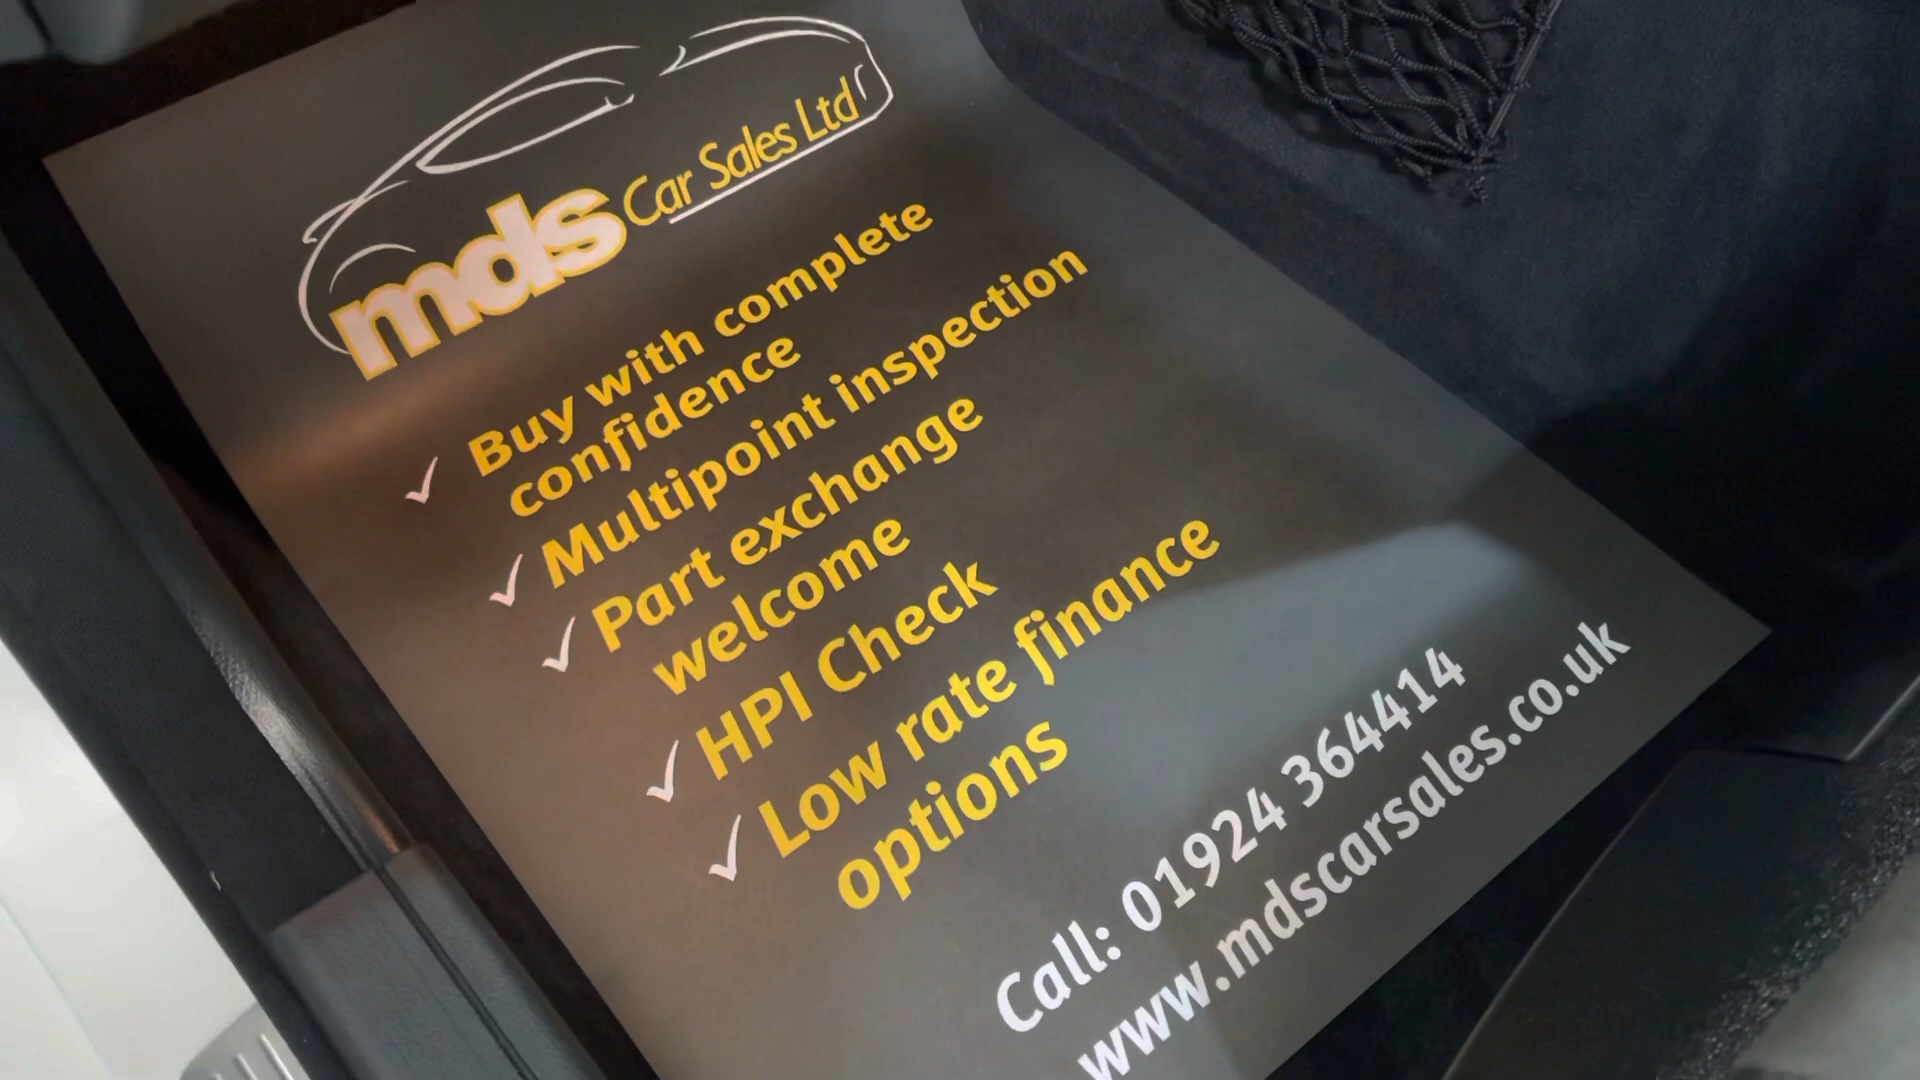 mds Car Sales Ltd
Buy with complete
confidence
Multipoint inspection
Part exchange
welcome
HPI Check
Low rate finance
options
Call: 01924 364414
www.mdscarsales.co.uk